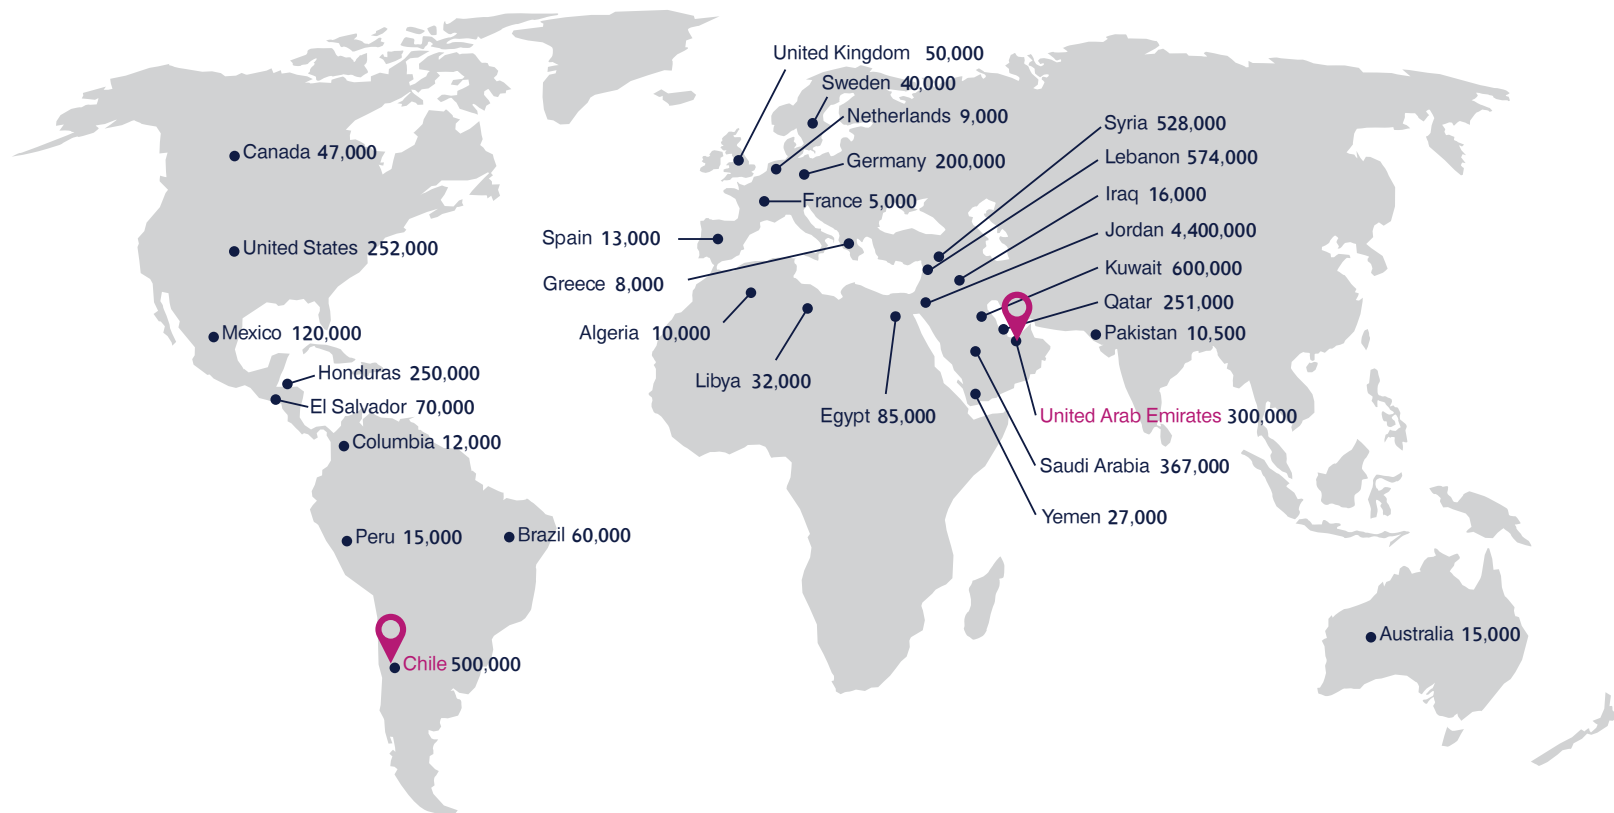 United Kingdom 50,000
Sweden 40,000
Netherlands 9,000
Germany 200,000
France 5,000
Spain 13,000
Greece 8,000
Algeria 10,000
Libya 32,000
Egypt 85,000
Syria 528,000
Lebanon 574,000
Iraq 16,000
Jordan 4,400,000
Kuwait 600,000
Qatar 251,000
Pakistan 10,500
United Arab Emirates 300,000
Saudi Arabia 367,000
Yemen 27,000
Canada 47,000
United States 252,000
Mexico 120,000
Honduras 250,000
El Salvador 70,000
Columbia 12,000
Peru 15,000
Brazil 60,000
Chile 500,000
Australia 15,000